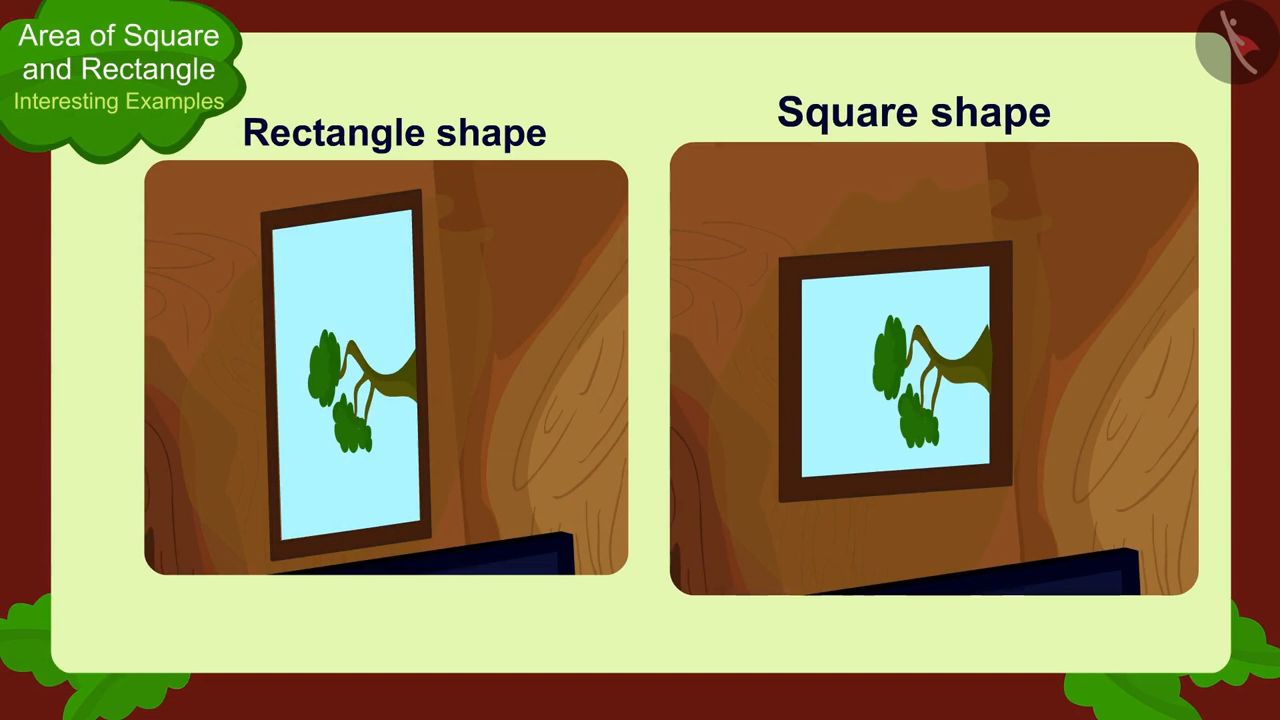 Area of Square
and Rectangle
Interesting Examples
Rectangle shape
Square shape